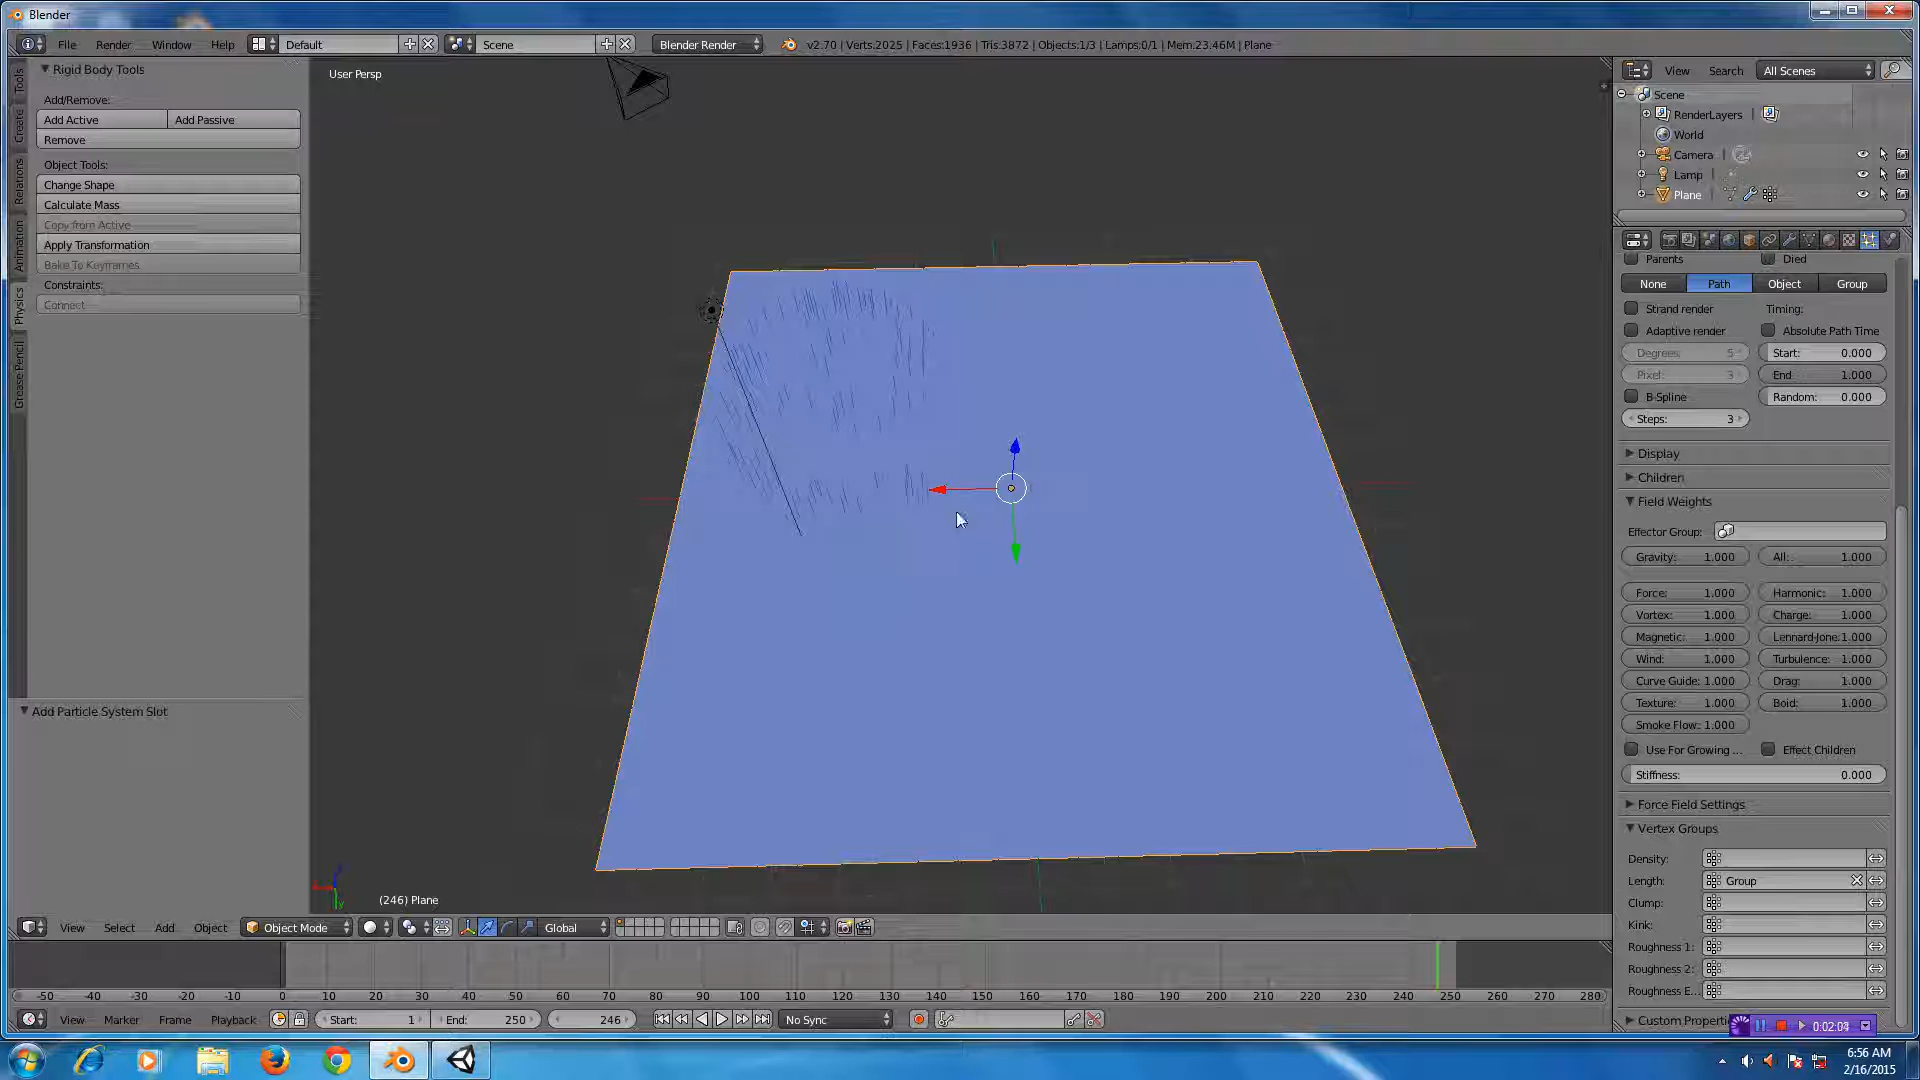 Blender
File Render Window Help Default Scene Blender Render v2.70 | Verts:2025 | Faces:1936 | Tris:3872 | Objects:1/3 | Lamps:0/1 | Mem:23.46M | Plane
Rigid Body Tools
Add/Remove:
Add Active Add Passive
Remove
Object Tools:
Change Shape
Calculate Mass
Copy from Active
Apply Transformation
Bake To Keyframes
Constraints:
Connect
Tools
Create
Relations
Animation
Physics
Grease Pencil
Add Particle System Slot
User Persp
(246) Plane
View Search All Scenes
Scene
RenderLayers |
World
Camera |
Lamp |
Plane |
Parents Died
None Path Object Group
Strand render Timing:
Adaptive render Absolute Path Time
Degrees: 5 Start: 0.000
Pixel: 3 End 1.000
B-Spline Random: 0.000
Steps: 3
Display
Children
Field Weights
Effector Group:
Gravity: 1.000 All: 1.000
Force: 1.000 Harmonic: 1.000
Vortex: 1.000 Charge: 1.000
Magnetic: 1.000 Lennard-Jone: 1.000
Wind: 1.000 Turbulence: 1.000
Curve Guide: 1.000 Drag: 1.000
Texture: 1.000 Boid: 1.000
Smoke Flow: 1.000
Use For Growing ... Effect Children
Stiffness: 0.000
Force Field Settings
Vertex Groups
Density:
Length: Group
Clump:
Kink:
Roughness 1:
Roughness 2:
Roughness E...
Custom Properti
0:02:04
View Select Add Object Object Mode Global
-50 -40 -30 -20 -10 0 10 20 30 40 50 60 70 80 90 100 110 120 130 140 150 160 170 180 190 200 210 220 230 240 250 260 270 280
View Marker Frame Playback Start: 1 End: 250 246 No Sync
6:56 AM
2/16/2015